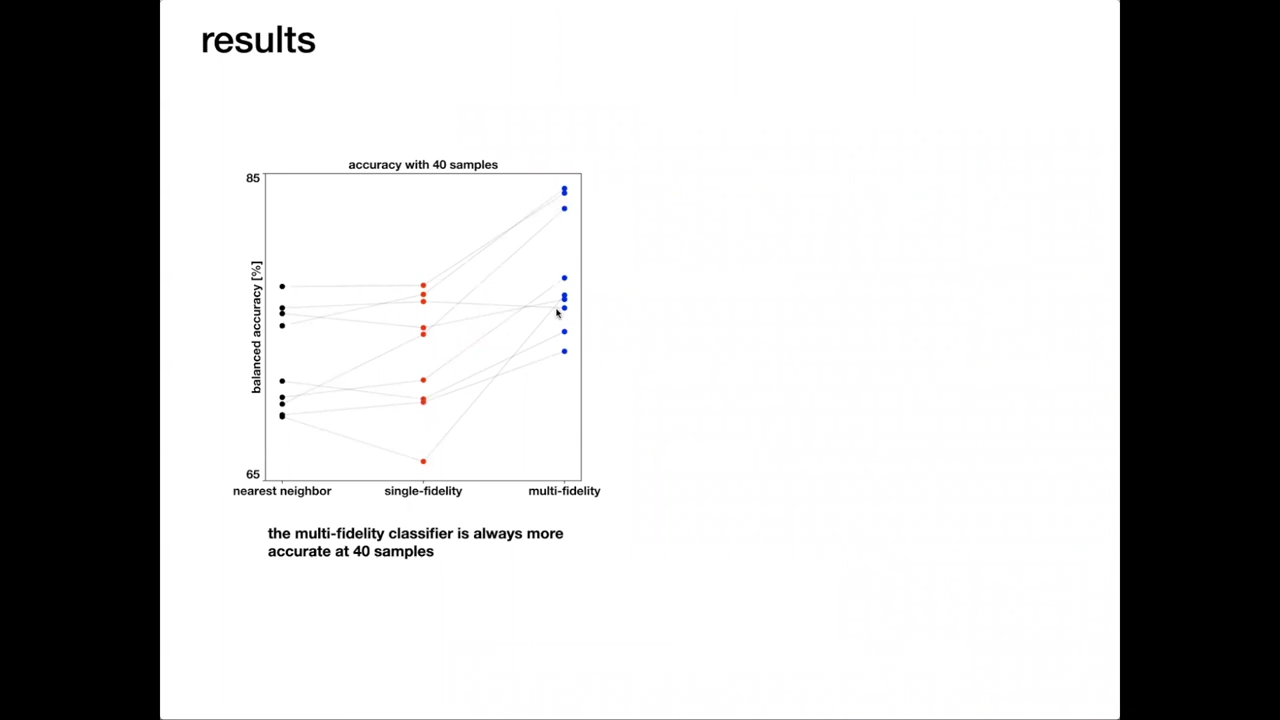 results
accuracy with 40 samples
85
balanced accuracy [%]
65
nearest neighbor
single-fidelity
multi-fidelity
the multi-fidelity classifier is always more
accurate at 40 samples